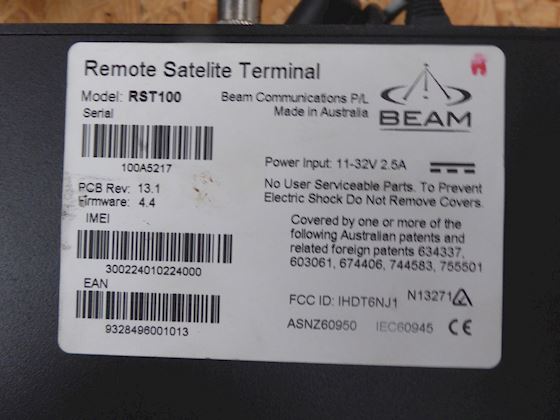 Remote Satelite Terminal
Model: RST100
Serial
100A5217
PCB Rev: 13.1
Firmware: 4.4
IMEI
300224010224000
EAN
9328496001013
Beam Communications P/L
Made in Australia
BEAM
Power Input: 11-32V 2.5A
No User Serviceable Parts. To Prevent
Electric Shock Do Not Remove Covers.
Covered by one or more of the
following Australian patents and
related foreign patents 634337,
603061, 674406, 744583, 755501
FCC ID: IHDT6NJ1 N13271
ASNZ60950 IEC60945 CE